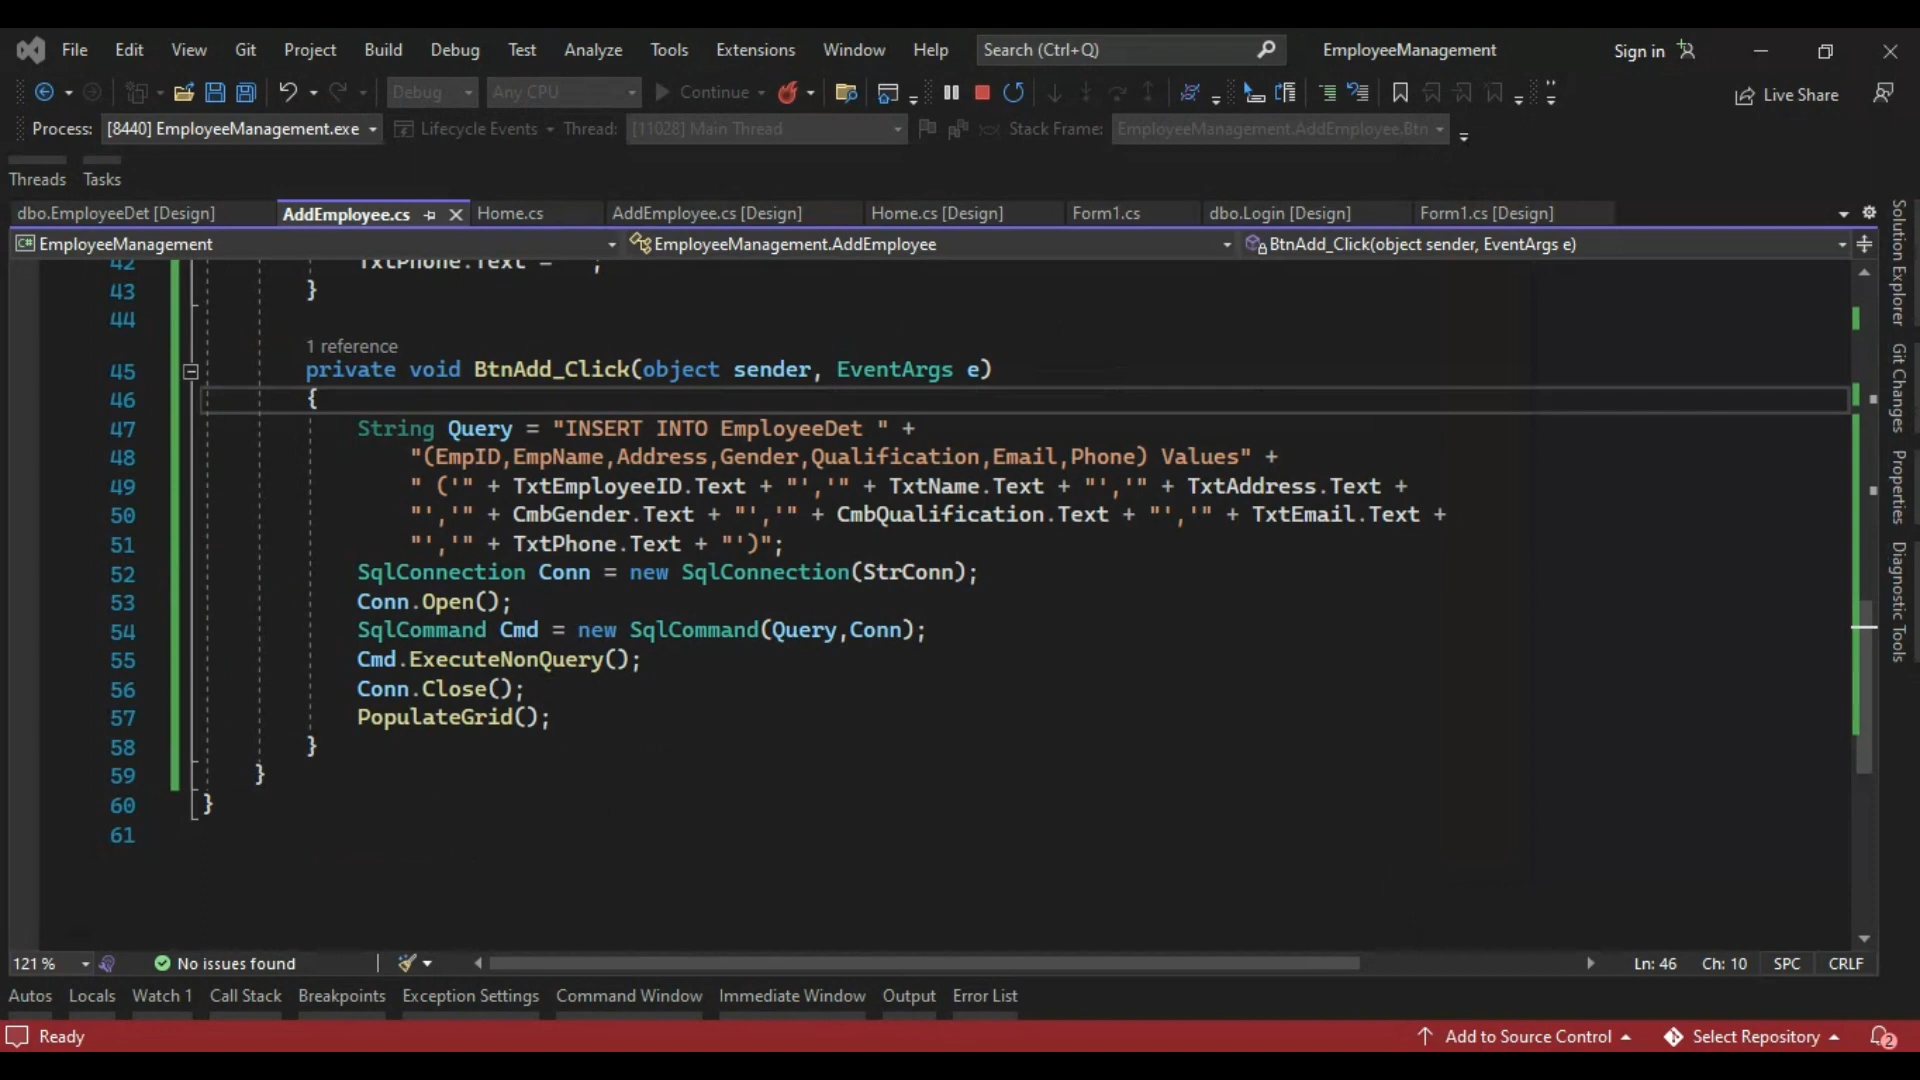 File Edit View Git Project Build Debug Test Analyze Tools Extensions Window Help Search (Ctrl+Q) EmployeeManagement Sign in
Debug Any CPU Continue Live Share
Process: [8440] EmployeeManagement.exe Lifecycle Events Thread: [11028] Main Thread Stack Frame: EmployeeManagement.AddEmployee.Btn
Threads Tasks
dbo.EmployeeDet [Design] AddEmployee.cs Home.cs AddEmployee.cs [Design] Home.cs [Design] Form1.cs dbo.Login [Design] Form1.cs [Design]
C# EmployeeManagement EmployeeManagement.AddEmployee BtnAdd_Click(object sender, EventArgs e)
42 TxtPhone.Text = "";
43 }
44
1 reference
45 private void BtnAdd_Click(object sender, EventArgs e)
46 {
47 String Query = "INSERT INTO EmployeeDet " +
48 "(EmpID,EmpName,Address,Gender,Qualification,Email,Phone) Values" +
49 " ('" + TxtEmployeeID.Text + "','" + TxtName.Text + "','" + TxtAddress.Text +
50 "','" + CmbGender.Text + "','" + CmbQualification.Text + "','" + TxtEmail.Text +
51 "','" + TxtPhone.Text + "')";
52 SqlConnection Conn = new SqlConnection(StrConn);
53 Conn.Open();
54 SqlCommand Cmd = new SqlCommand(Query,Conn);
55 Cmd.ExecuteNonQuery();
56 Conn.Close();
57 PopulateGrid();
58 }
59 }
60 }
61
Solution Explorer
Git Changes
Properties
Diagnostic Tools
121 % No issues found Ln: 46 Ch: 10 SPC CRLF
Autos Locals Watch 1 Call Stack Breakpoints Exception Settings Command Window Immediate Window Output Error List
Ready Add to Source Control Select Repository 2